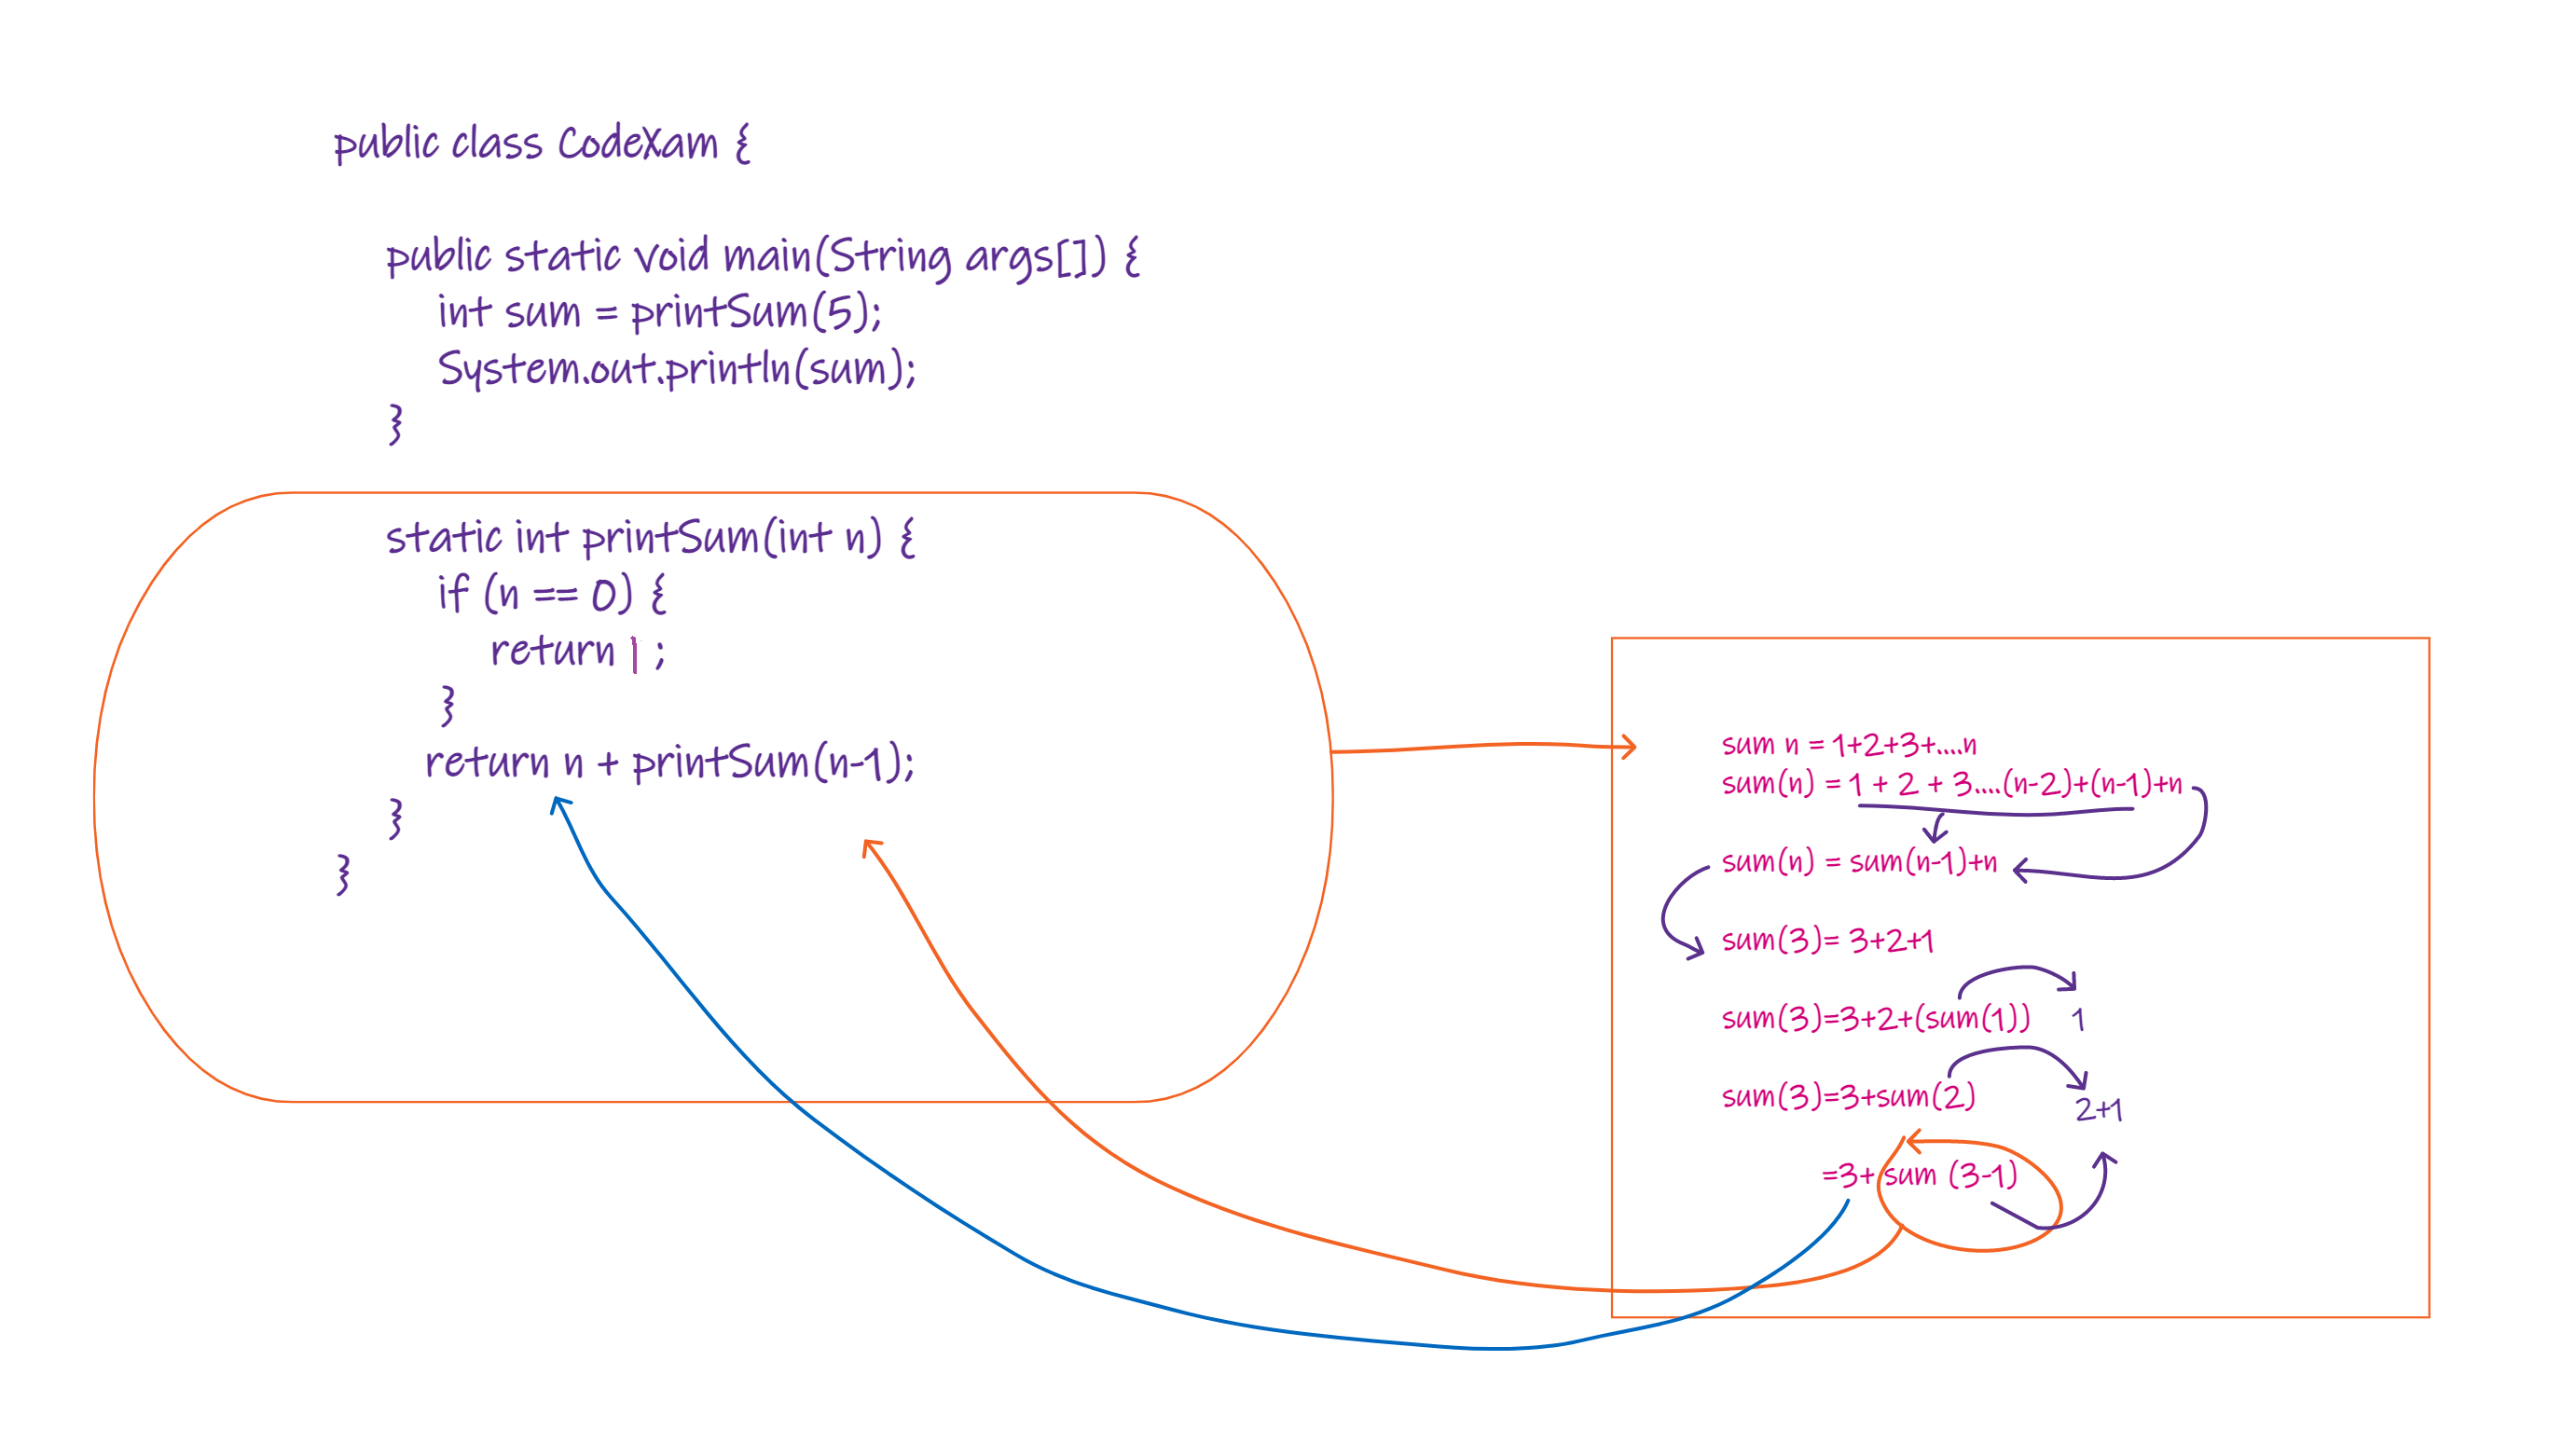 public class CodeXam {
public static void main(String args[]) {
int sum = printSum(5);
System.out.println(sum);
}
static int printSum(int n) {
if (n == 0) {
return 1 ;
}
return n + printSum(n-1);
}
}
sum n = 1+2+3+....n
sum(n) = 1 + 2 + 3....(n-2)+(n-1)+n
sum(n) = sum(n-1)+n
sum(3)= 3+2+1
sum(3)=3+2+(sum(1)) 1
sum(3)=3+sum(2)
2+1
=3+ sum (3-1)